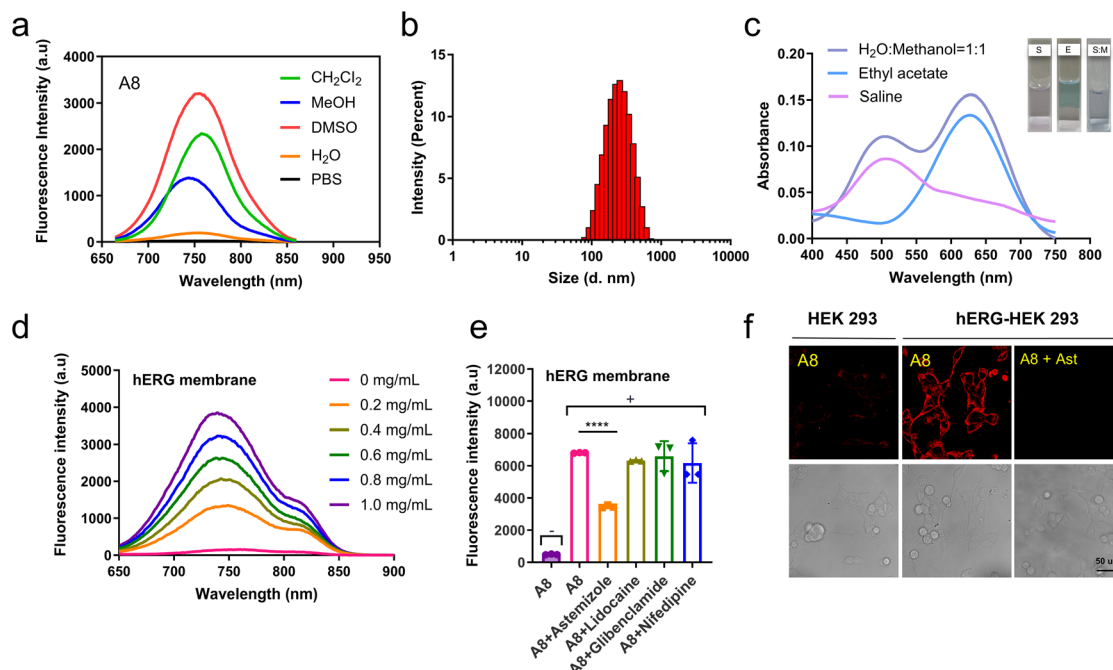 a
Fluorescence Intensity (a.u)
4000
3000
2000
1000
0
A8
CH2Cl2
MeOH
DMSO
H2O
PBS
650 700 750 800 850 900 950
Wavelength (nm)
b
Intensity (Percent)
20
15
10
5
0
1 10 100 1000 10000
Size (d. nm)
c
Absorbance
0.20
0.15
0.10
0.05
0.00
H2O:Methanol=1:1
Ethyl acetate
Saline
S E S:M
400 450 500 550 600 650 700 750 800
Wavelength (nm)
d
Fluorescence intensity (a.u)
5000
4000
3000
2000
1000
0
hERG membrane
0 mg/mL
0.2 mg/mL
0.4 mg/mL
0.6 mg/mL
0.8 mg/mL
1.0 mg/mL
650 700 750 800 850 900
Wavelength (nm)
e
Fluorescence intensity (a.u)
12000
10000
8000
6000
4000
2000
0
hERG membrane
+
****
-
A8
A8
A8+Astemizole
A8+Lidocaine
A8+Glibenclamide
A8+Nifedipine
f
HEK 293
hERG-HEK 293
A8
A8
A8 + Ast